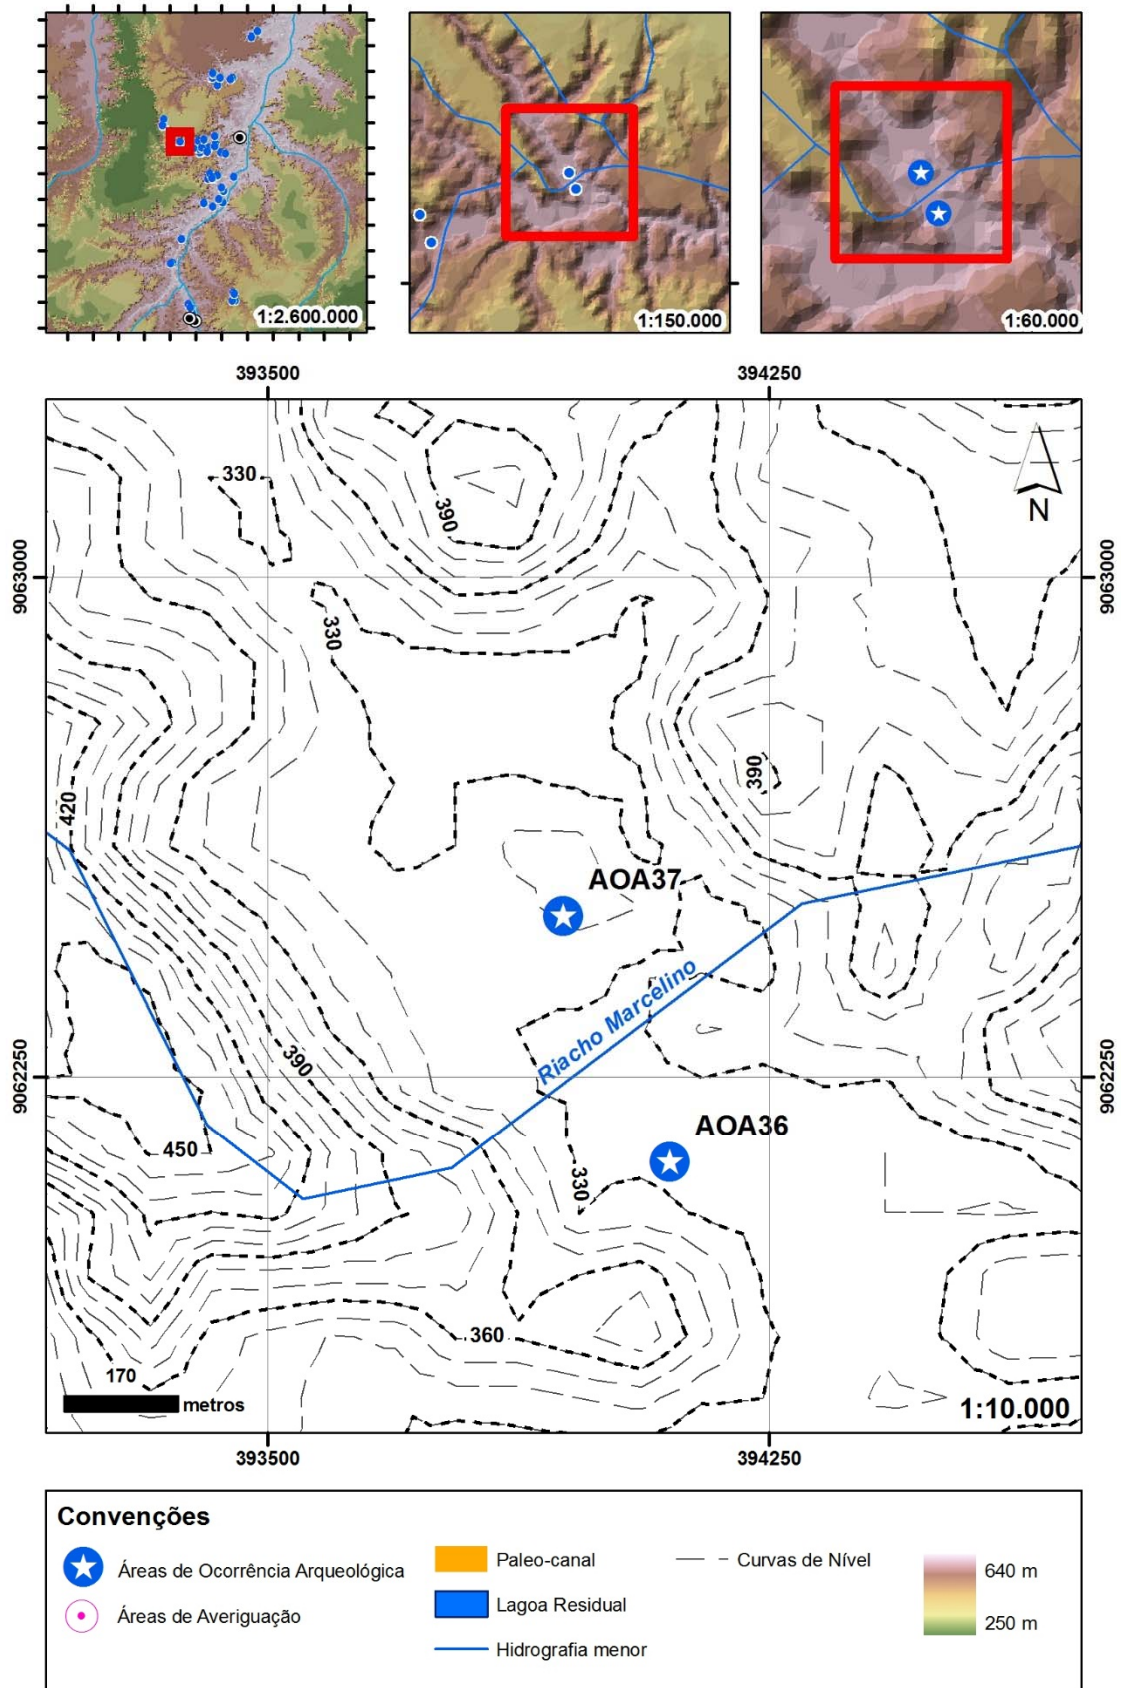 1:2.600.000
1:150.000
1:60.000
393500
394250
330
390
N
9063000
9063000
330
390
420
AOA37
Riacho Marcelino
390
9062250
9062250
AOA36
450
330
360
170
metros
1:10.000
393500
394250
Convenções
Áreas de Ocorrência Arqueológica
Paleo-canal
Curvas de Nível
640 m
Áreas de Averiguação
Lagoa Residual
250 m
Hidrografia menor